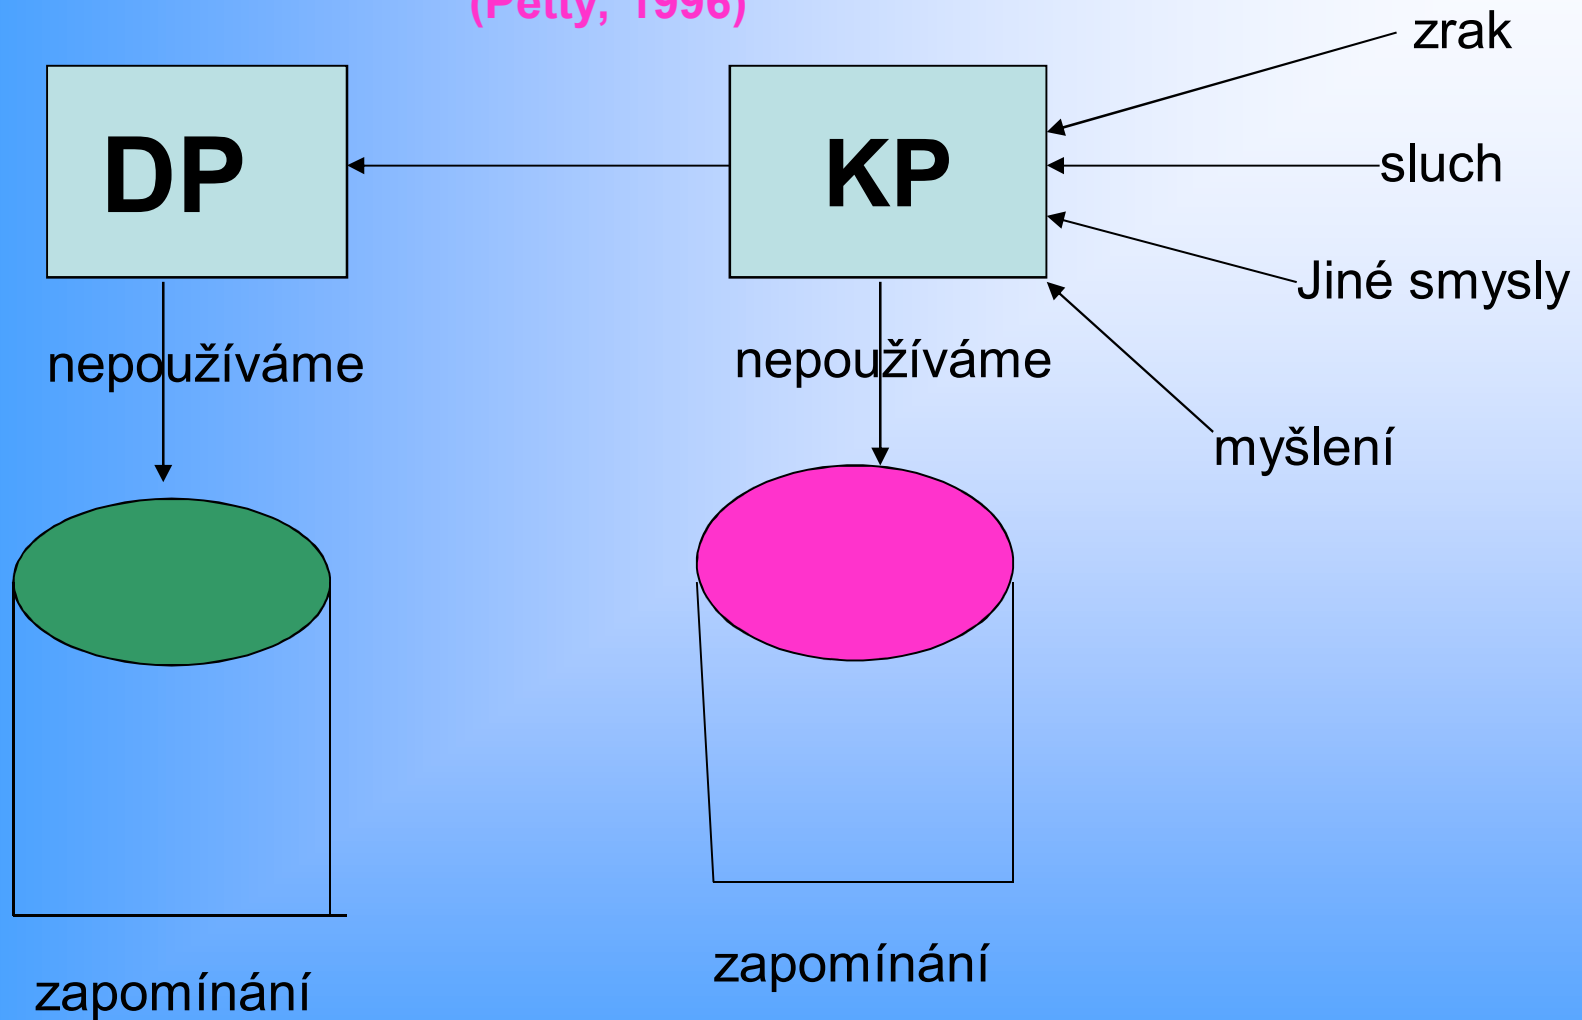 (Petty, 1996)
zrak
DP
KP
sluch
Jiné smysly
nepoužíváme
nepoužíváme
myšlení
zapomínání
zapomínání